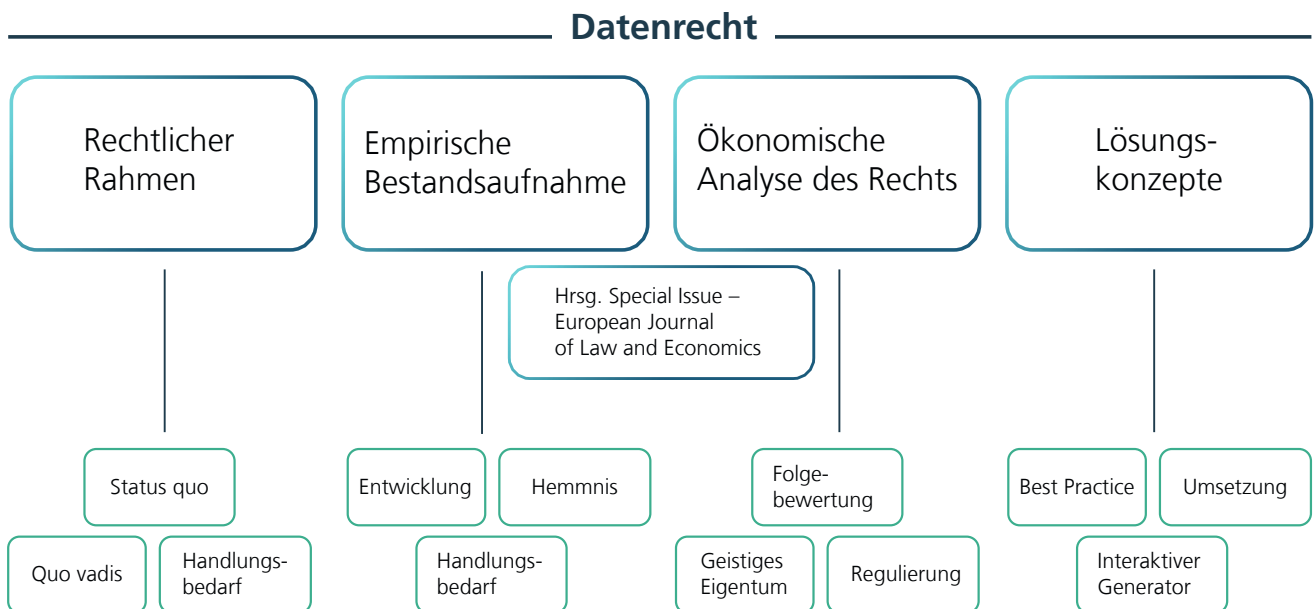 Datenrecht
Rechtlicher
Rahmen
Empirische
Bestandsaufnahme
Ökonomische
Analyse des Rechts
Lösungs-
konzepte
Hrsg. Special Issue –
European Journal
of Law and Economics
Status quo
Quo vadis
Handlungs-
bedarf
Entwicklung
Hemmnis
Handlungs-
bedarf
Folge-
bewertung
Geistiges
Eigentum
Regulierung
Best Practice
Umsetzung
Interaktiver
Generator